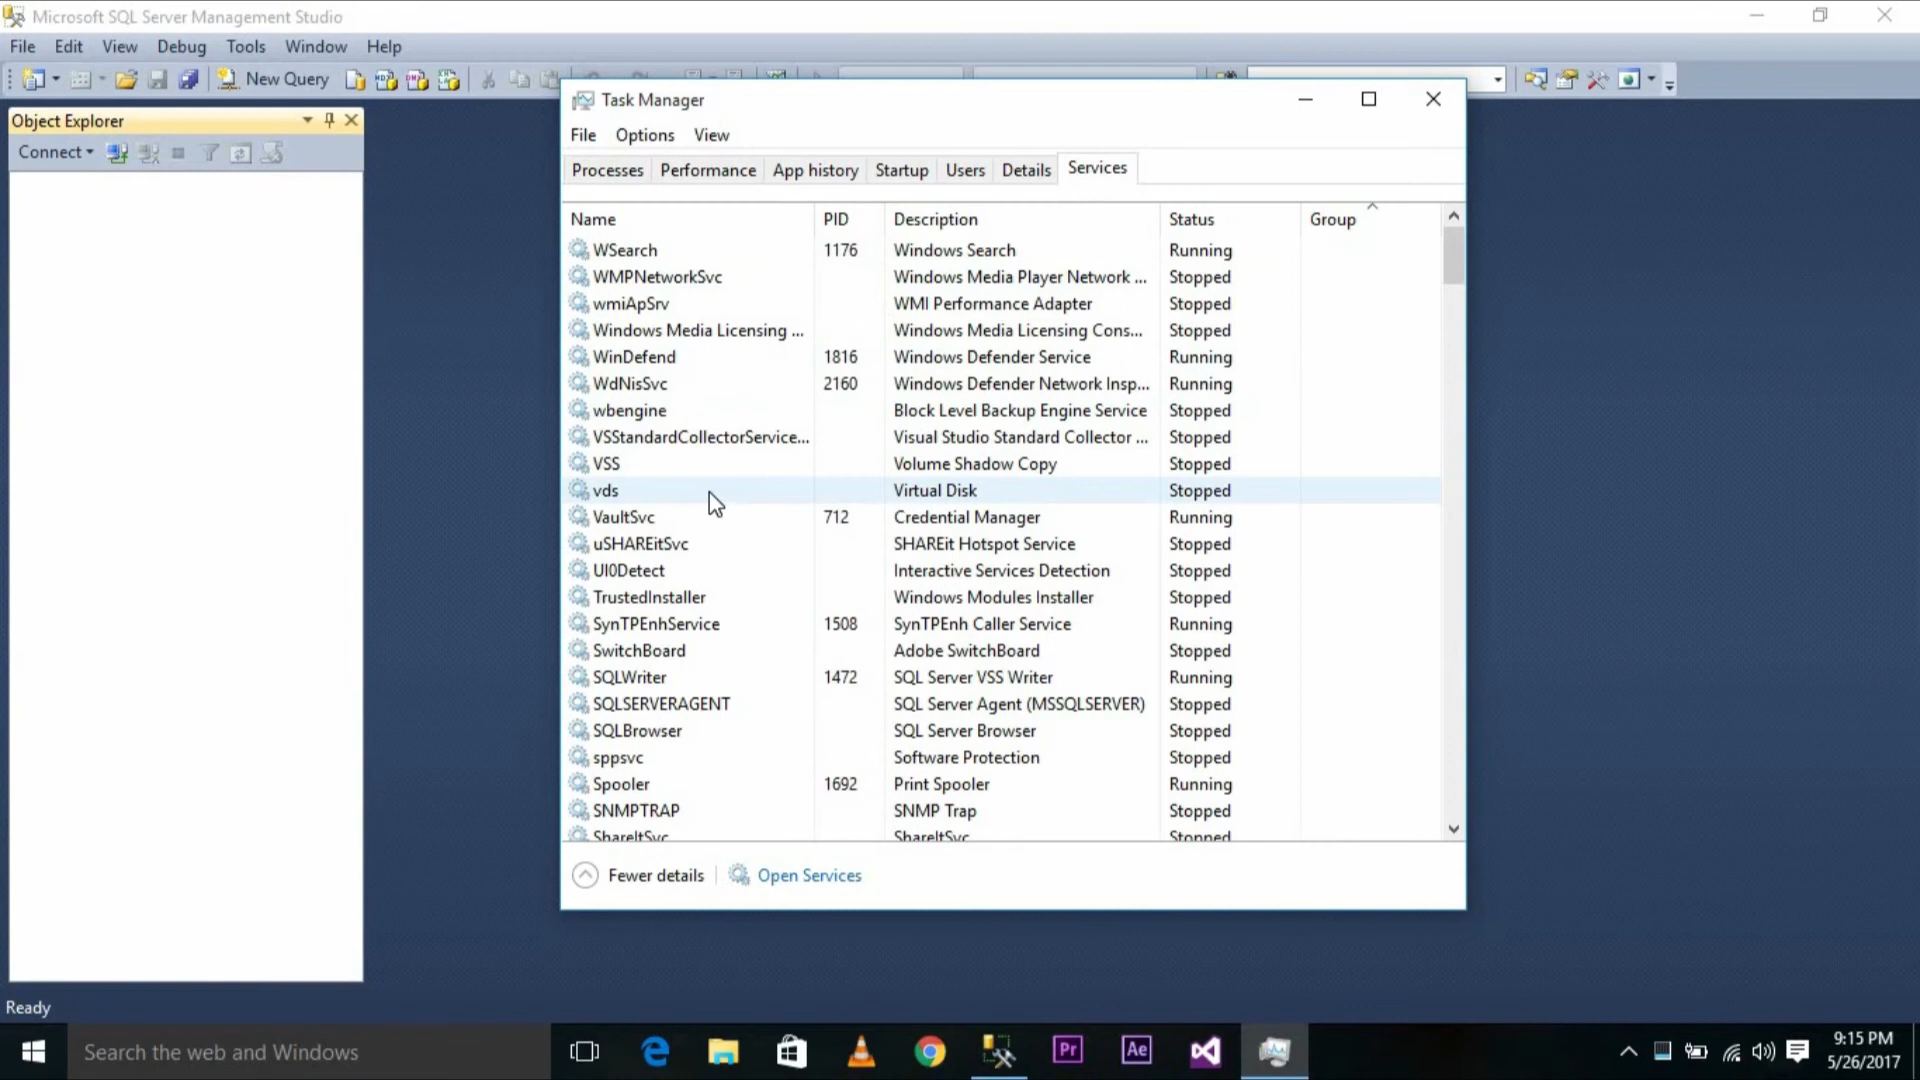 Microsoft SQL Server Management Studio
File Edit View Debug Tools Window Help
New Query
Object Explorer
Connect
Task Manager
File Options View
Processes Performance App history Startup Users Details Services
Name PID Description Status Group
WSearch 1176 Windows Search Running
WMPNetworkSvc Windows Media Player Network ... Stopped
wmiApSrv WMI Performance Adapter Stopped
Windows Media Licensing ... Windows Media Licensing Cons... Stopped
WinDefend 1816 Windows Defender Service Running
WdNisSvc 2160 Windows Defender Network Insp... Running
wbengine Block Level Backup Engine Service Stopped
VSStandardCollectorService... Visual Studio Standard Collector ... Stopped
VSS Volume Shadow Copy Stopped
vds Virtual Disk Stopped
VaultSvc 712 Credential Manager Running
uSHAREitSvc SHAREit Hotspot Service Stopped
UI0Detect Interactive Services Detection Stopped
TrustedInstaller Windows Modules Installer Stopped
SynTPEnhService 1508 SynTPEnh Caller Service Running
SwitchBoard Adobe SwitchBoard Stopped
SQLWriter 1472 SQL Server VSS Writer Running
SQLSERVERAGENT SQL Server Agent (MSSQLSERVER) Stopped
SQLBrowser SQL Server Browser Stopped
sppsvc Software Protection Stopped
Spooler 1692 Print Spooler Running
SNMPTRAP SNMP Trap Stopped
ShareItSvc ShareItSvc Stopped
Fewer details Open Services
Ready
Search the web and Windows
Pr Ae
9:15 PM
5/26/2017